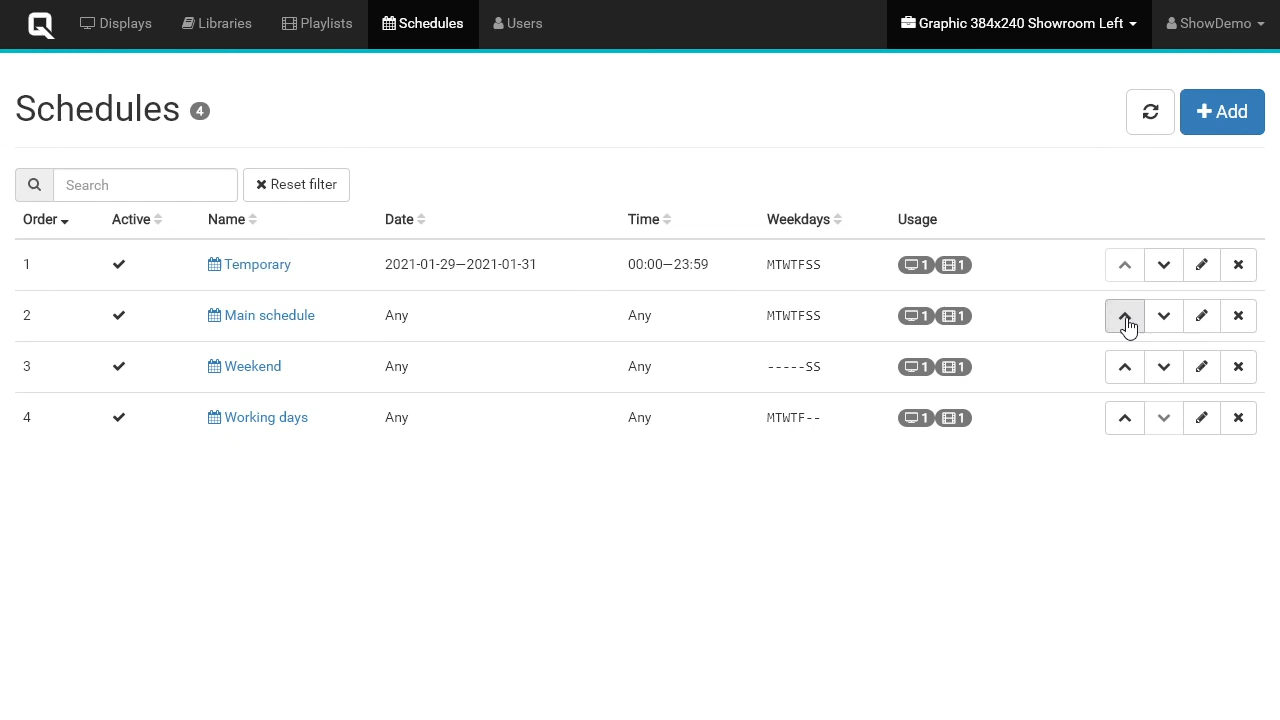 Displays Libraries Playlists Schedules Users Graphic 384x240 Showroom Left ShowDemo
Schedules 4
Add
Search Reset filter
Order Active Name Date Time Weekdays Usage
1 Temporary 2021-01-29—2021-01-31 00:00—23:59 MTWTFSS 1 1
2 Main schedule Any Any MTWTFSS 1 1
3 Weekend Any Any -----SS 1 1
4 Working days Any Any MTWTF-- 1 1